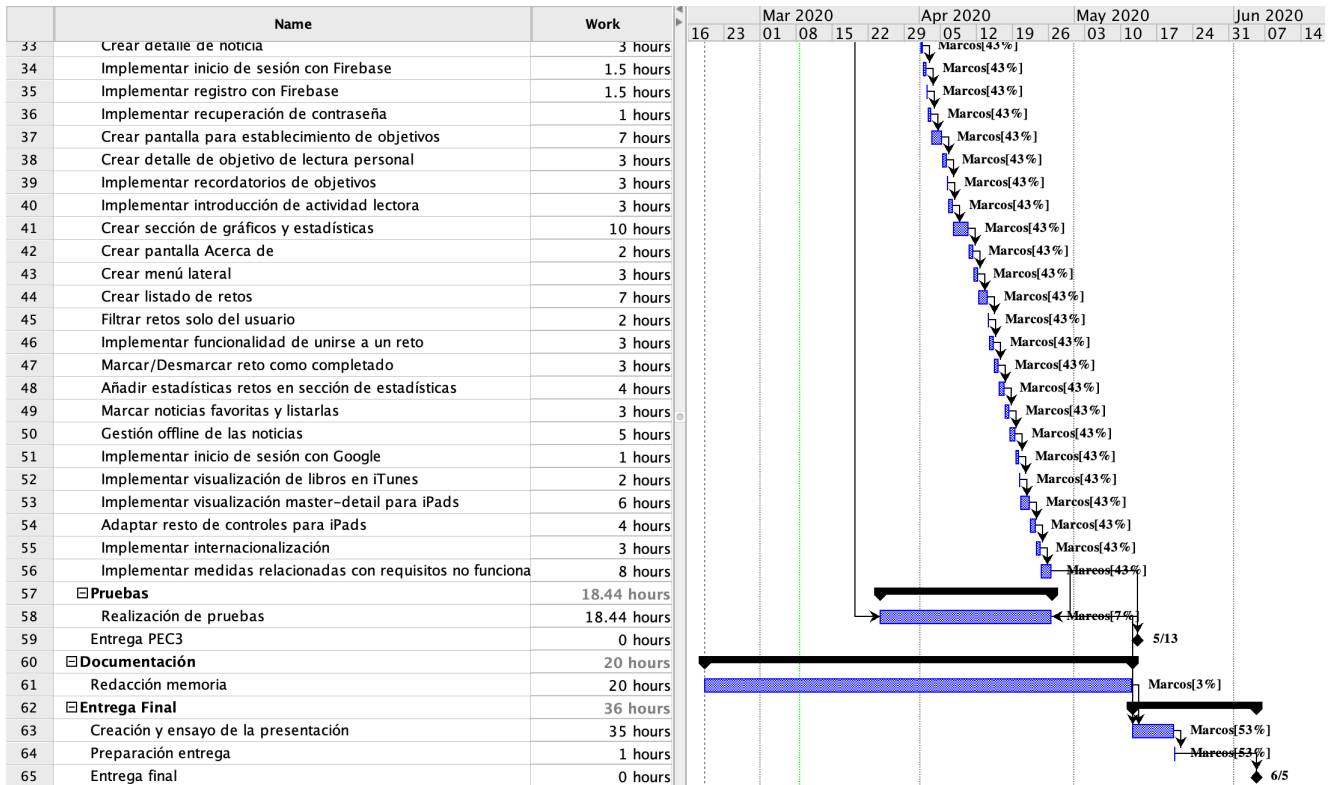 Name Work Mar 2020 Apr 2020 May 2020 Jun 2020
16 23 01 08 15 22 29 05 12 19 26 03 10 17 24 31 07 14
33 Crear detalle de noticia 3 hours Marcos[43%]
34 Implementar inicio de sesión con Firebase 1.5 hours Marcos[43%]
35 Implementar registro con Firebase 1.5 hours Marcos[43%]
36 Implementar recuperación de contraseña 1 hours Marcos[43%]
37 Crear pantalla para establecimiento de objetivos 7 hours Marcos[43%]
38 Crear detalle de objetivo de lectura personal 3 hours Marcos[43%]
39 Implementar recordatorios de objetivos 3 hours Marcos[43%]
40 Implementar introducción de actividad lectora 3 hours Marcos[43%]
41 Crear sección de gráficos y estadísticas 10 hours Marcos[43%]
42 Crear pantalla Acerca de 2 hours Marcos[43%]
43 Crear menú lateral 3 hours Marcos[43%]
44 Crear listado de retos 7 hours Marcos[43%]
45 Filtrar retos solo del usuario 2 hours Marcos[43%]
46 Implementar funcionalidad de unirse a un reto 3 hours Marcos[43%]
47 Marcar/Desmarcar reto como completado 3 hours Marcos[43%]
48 Añadir estadísticas retos en sección de estadísticas 4 hours Marcos[43%]
49 Marcar noticias favoritas y listarlas 3 hours Marcos[43%]
50 Gestión offline de las noticias 5 hours Marcos[43%]
51 Implementar inicio de sesión con Google 1 hours Marcos[43%]
52 Implementar visualización de libros en iTunes 2 hours Marcos[43%]
53 Implementar visualización master-detail para iPads 6 hours Marcos[43%]
54 Adaptar resto de controles para iPads 4 hours Marcos[43%]
55 Implementar internacionalización 3 hours Marcos[43%]
56 Implementar medidas relacionadas con requisitos no funciona 8 hours Marcos[43%]
57 Pruebas 18.44 hours
58 Realización de pruebas 18.44 hours Marcos[7%]
59 Entrega PEC3 0 hours 5/13
60 Documentación 20 hours
61 Redacción memoria 20 hours Marcos[3%]
62 Entrega Final 36 hours
63 Creación y ensayo de la presentación 35 hours Marcos[53%]
64 Preparación entrega 1 hours Marcos[53%]
65 Entrega final 0 hours 6/5